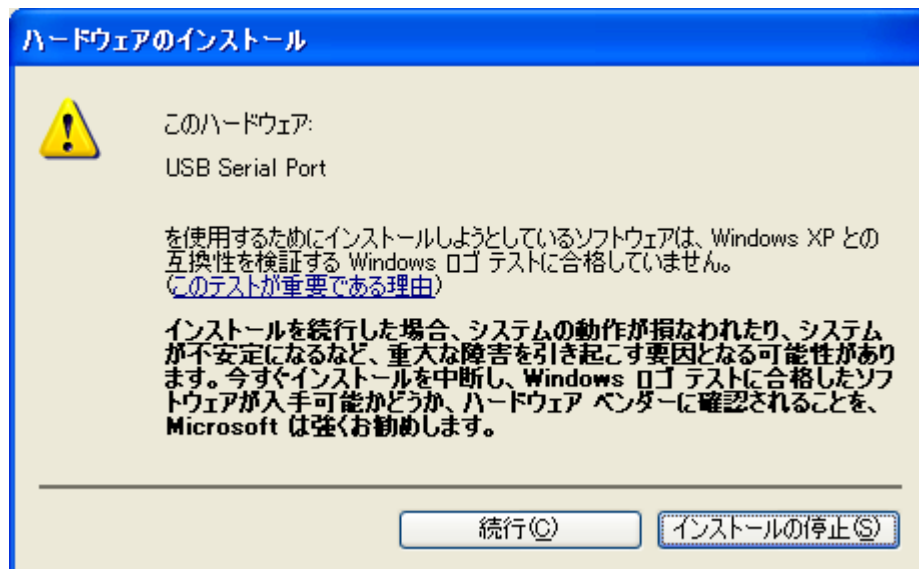 ハードウェアのインストール
このハードウェア:
USB Serial Port
を使用するためにインストールしようとしているソフトウェアは、Windows XP との
互換性を検証する Windows ロゴ テストに合格していません。
(このテストが重要である理由)
インストールを続行した場合、システムの動作が損なわれたり、システム
が不安定になるなど、重大な障害を引き起こす要因となる可能性があり
ます。今すぐインストールを中断し、Windows ロゴ テストに合格したソフ
トウェアが入手可能かどうか、ハードウェア ベンダーに確認されることを、
Microsoft は強くお勧めします。
続行(C) インストールの停止(S)